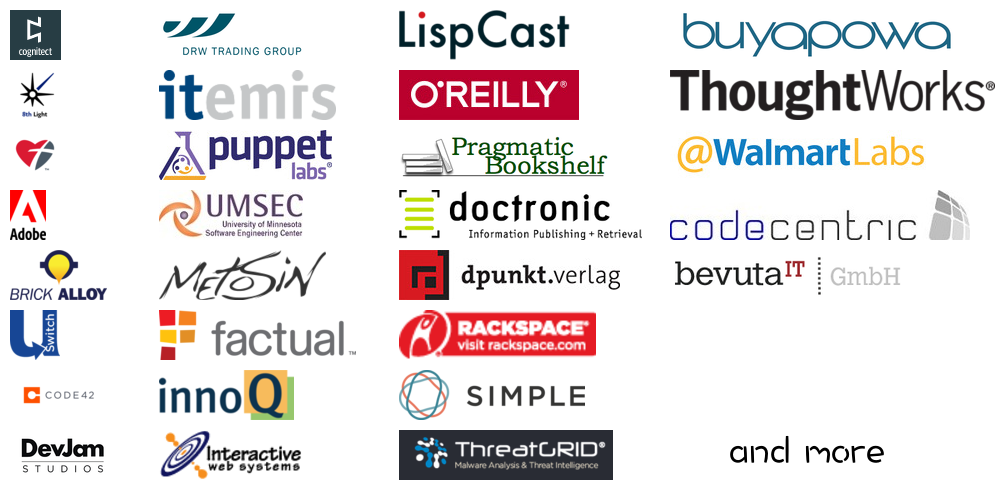 cognitect
DRW TRADING GROUP
LispCast
buyapowa
8th Light
itemis
O'REILLY®
ThoughtWorks®
puppet
labs®
Pragmatic
Bookshelf
@WalmartLabs
Adobe
UMSEC
University of Minnesota
Software Engineering Center
doctronic
Information Publishing + Retrieval
codecentric
BRICK ALLOY
METOSIN
dpunkt.verlag
bevutaIT GmbH
U
Switch
factual™
RACKSPACE®
visit rackspace.com
CODE42
innoQ
SIMPLE
DevJam
STUDIOS
Interactive
web systems
THREATGRID®
Malware Analysis & Threat Intelligence
and more